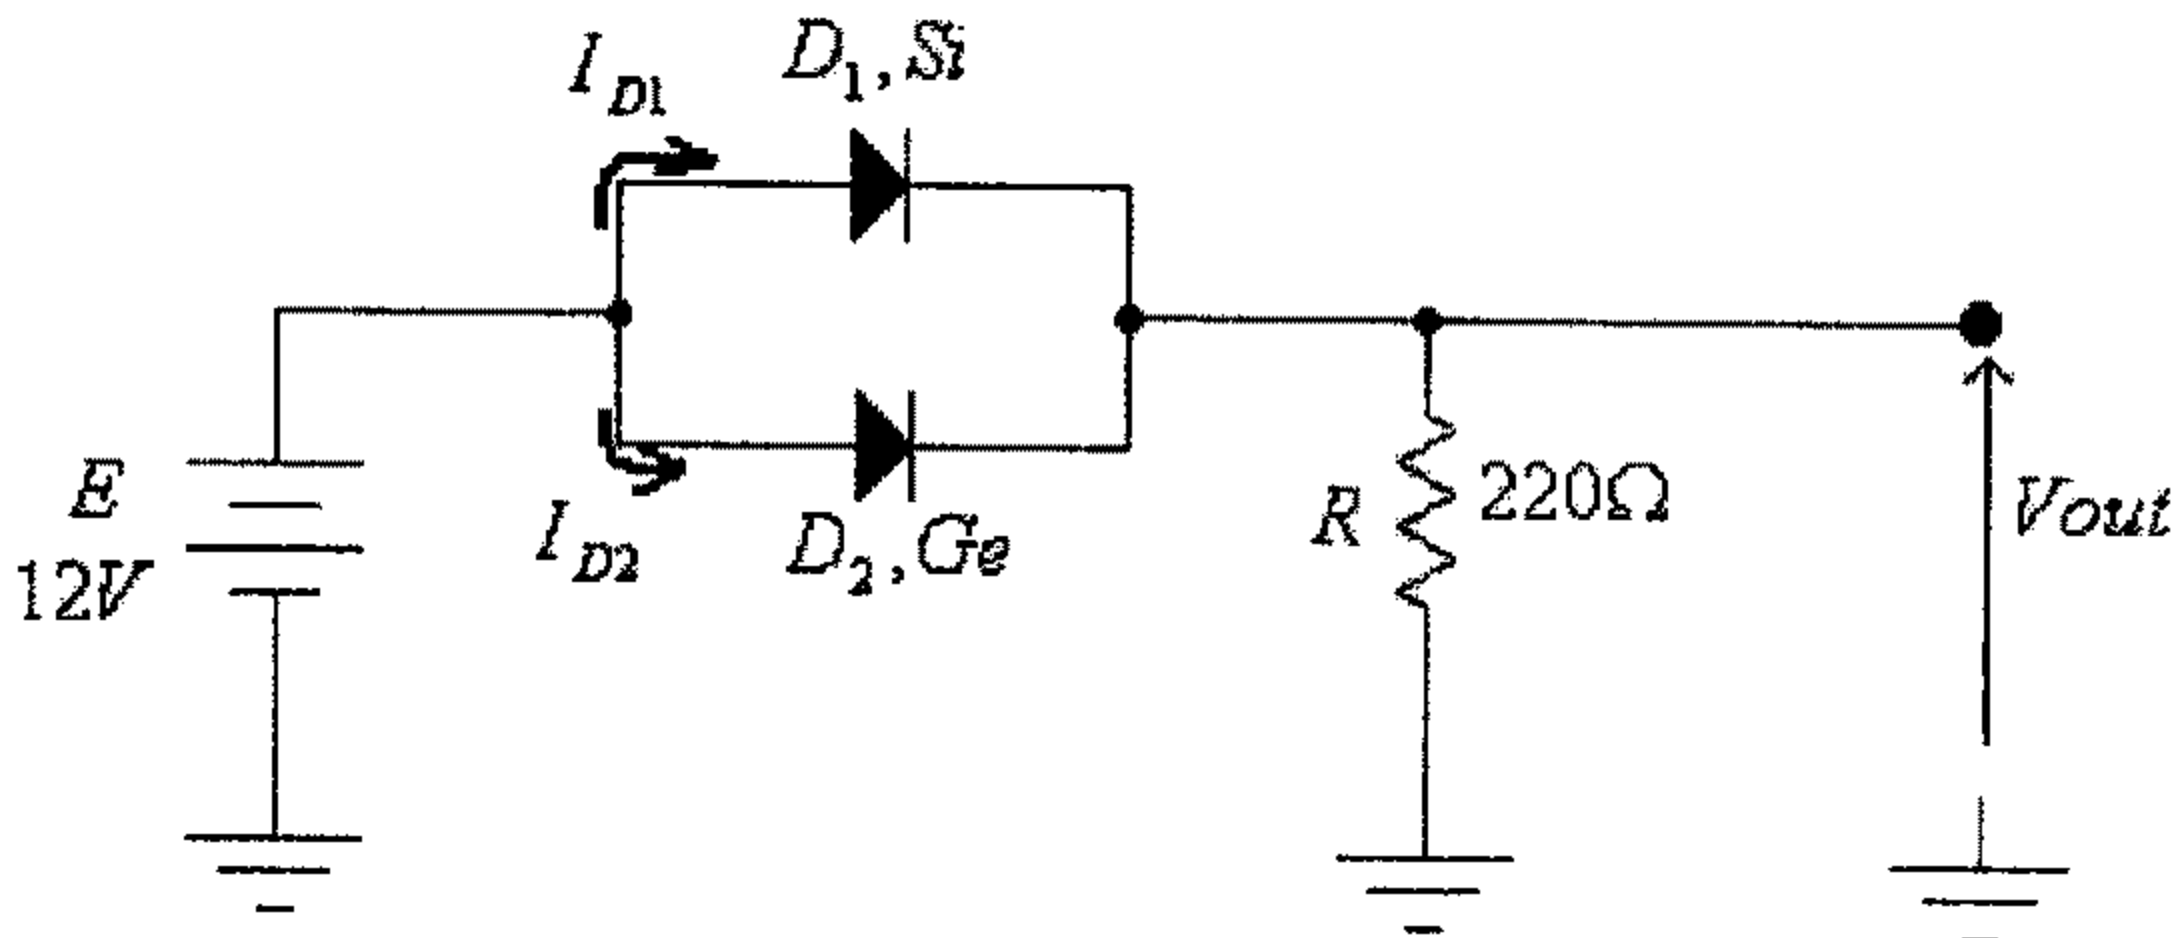 I_D1
D_1, Si
E
12V
I_D2
D_2, Ge
R
220Ω
Vout